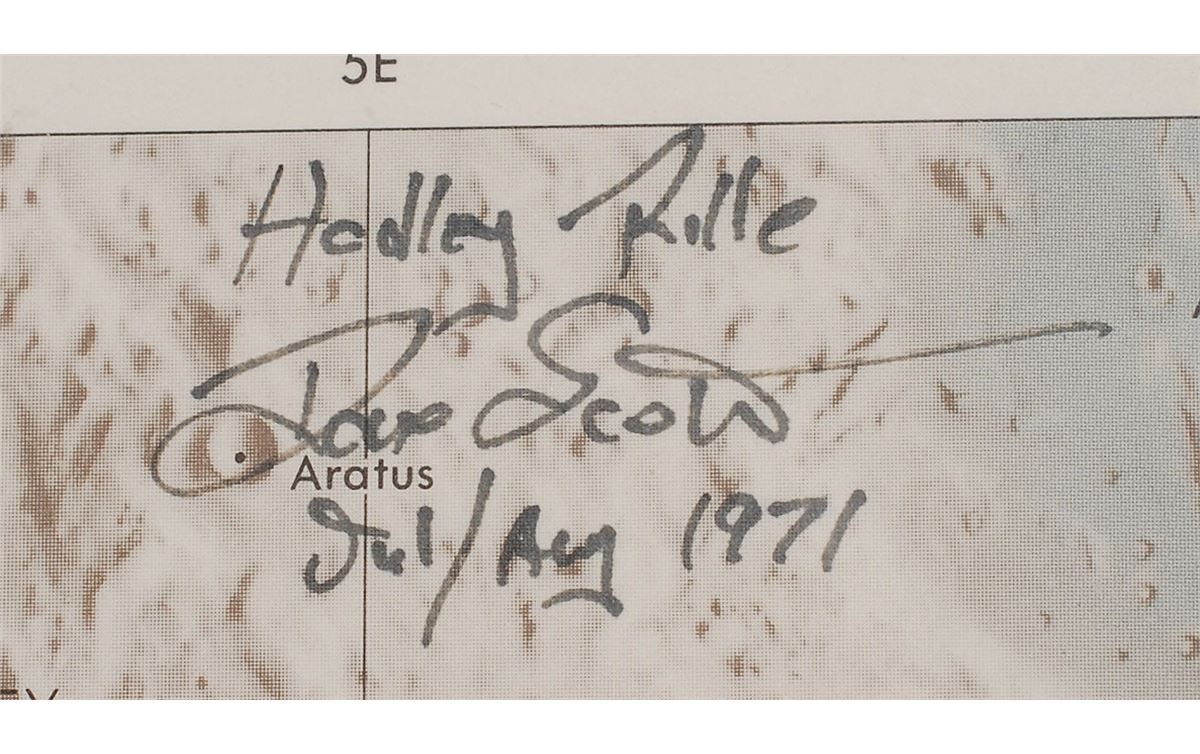 5E
Hadley Rille
Dave Scott
Aratus
Jul/Aug 1971